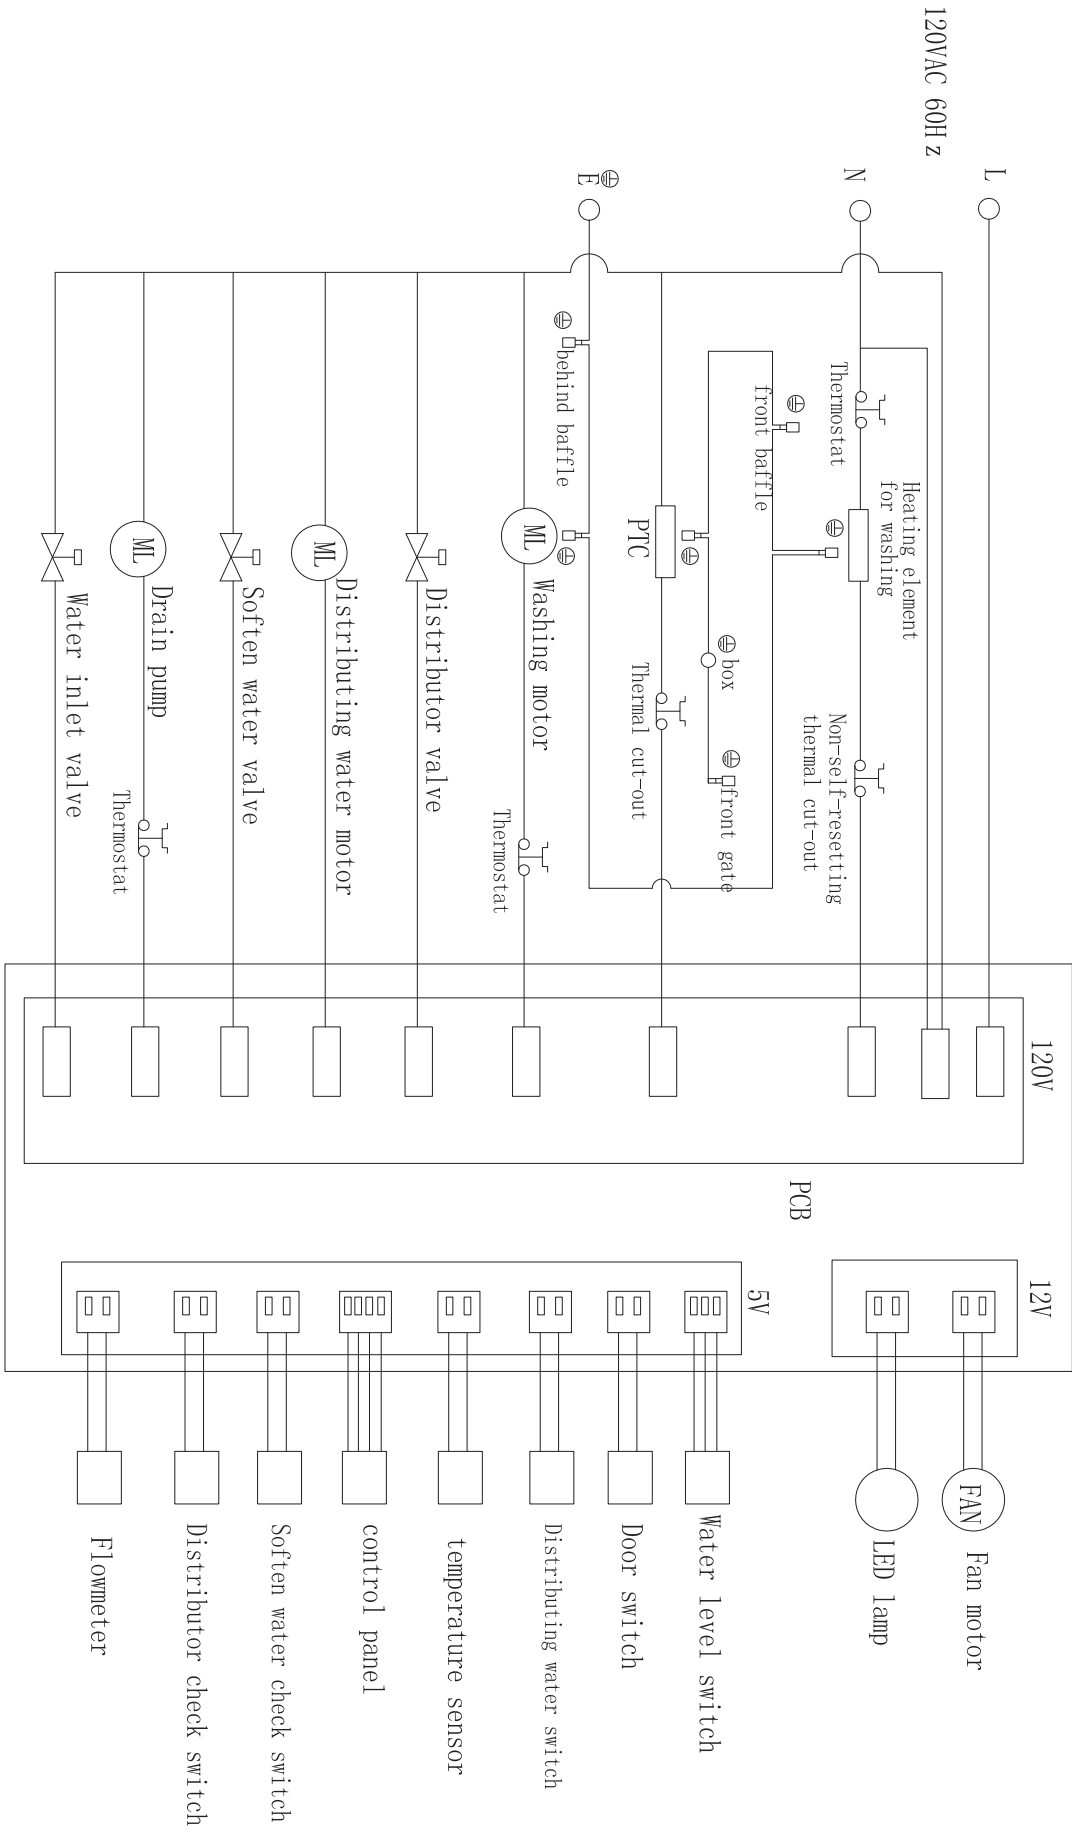 120VAC 60Hz
L
N
E
Thermostat
Heating element
for washing
Non-self-resetting
thermal cut-out
front baffle
box
front gate
PTC
Thermal cut-out
behind baffle
ML
Washing motor
Thermostat
Distributor valve
ML
Distributing water motor
Soften water valve
ML
Drain pump
Thermostat
Water inlet valve
120V
PCB
12V
5V
FAN
Fan motor
LED lamp
Water level switch
Door switch
Distributing water switch
temperature sensor
control panel
Soften water check switch
Distributor check switch
Flowmeter